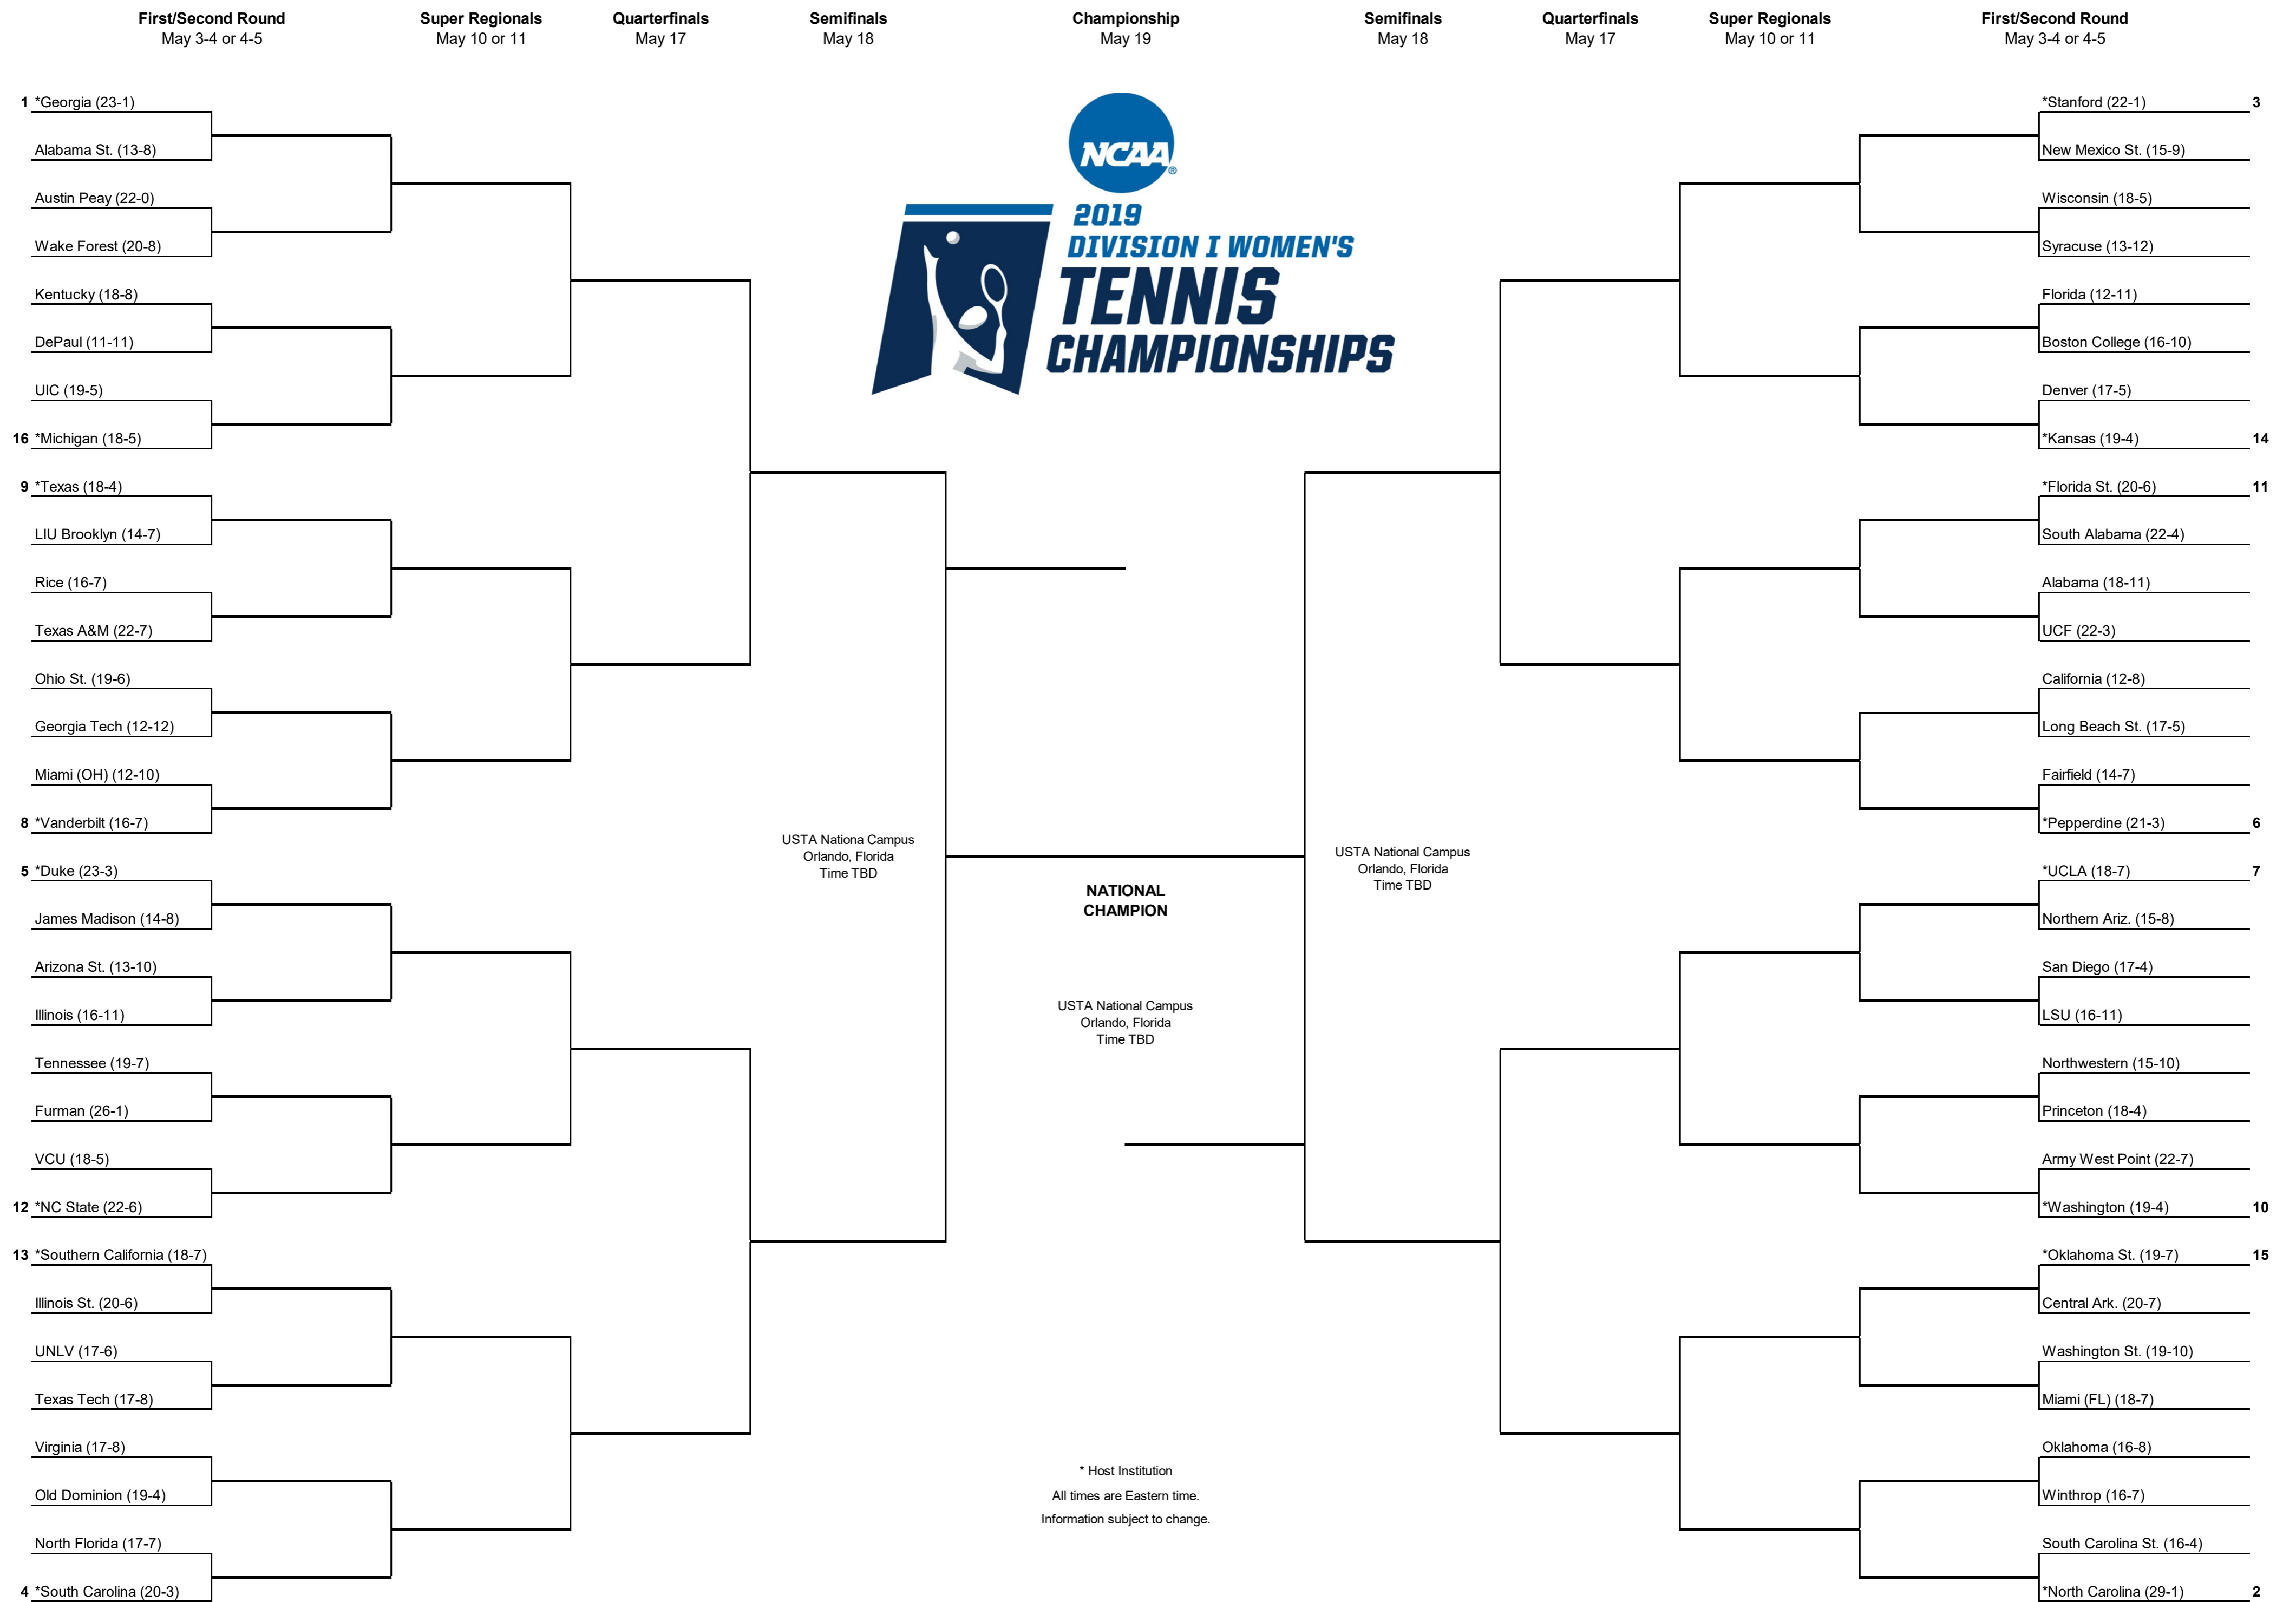 First/Second Round
May 3-4 or 4-5
Super Regionals
May 10 or 11
Quarterfinals
May 17
Semifinals
May 18
Championship
May 19
Semifinals
May 18
Quarterfinals
May 17
Super Regionals
May 10 or 11
First/Second Round
May 3-4 or 4-5
1 *Georgia (23-1)
Alabama St. (13-8)
Austin Peay (22-0)
Wake Forest (20-8)
Kentucky (18-8)
DePaul (11-11)
UIC (19-5)
16 *Michigan (18-5)
9 *Texas (18-4)
LIU Brooklyn (14-7)
Rice (16-7)
Texas A&M (22-7)
Ohio St. (19-6)
Georgia Tech (12-12)
Miami (OH) (12-10)
8 *Vanderbilt (16-7)
5 *Duke (23-3)
James Madison (14-8)
Arizona St. (13-10)
Illinois (16-11)
Tennessee (19-7)
Furman (26-1)
VCU (18-5)
12 *NC State (22-6)
13 *Southern California (18-7)
Illinois St. (20-6)
UNLV (17-6)
Texas Tech (17-8)
Virginia (17-8)
Old Dominion (19-4)
North Florida (17-7)
4 *South Carolina (20-3)
NCAA®
2019
DIVISION I WOMEN'S
TENNIS
CHAMPIONSHIPS
USTA Nationa Campus
Orlando, Florida
Time TBD
NATIONAL
CHAMPION
USTA National Campus
Orlando, Florida
Time TBD
USTA National Campus
Orlando, Florida
Time TBD
* Host Institution
All times are Eastern time.
Information subject to change.
*Stanford (22-1) 3
New Mexico St. (15-9)
Wisconsin (18-5)
Syracuse (13-12)
Florida (12-11)
Boston College (16-10)
Denver (17-5)
*Kansas (19-4) 14
*Florida St. (20-6) 11
South Alabama (22-4)
Alabama (18-11)
UCF (22-3)
California (12-8)
Long Beach St. (17-5)
Fairfield (14-7)
*Pepperdine (21-3) 6
*UCLA (18-7) 7
Northern Ariz. (15-8)
San Diego (17-4)
LSU (16-11)
Northwestern (15-10)
Princeton (18-4)
Army West Point (22-7)
*Washington (19-4) 10
*Oklahoma St. (19-7) 15
Central Ark. (20-7)
Washington St. (19-10)
Miami (FL) (18-7)
Oklahoma (16-8)
Winthrop (16-7)
South Carolina St. (16-4)
*North Carolina (29-1) 2